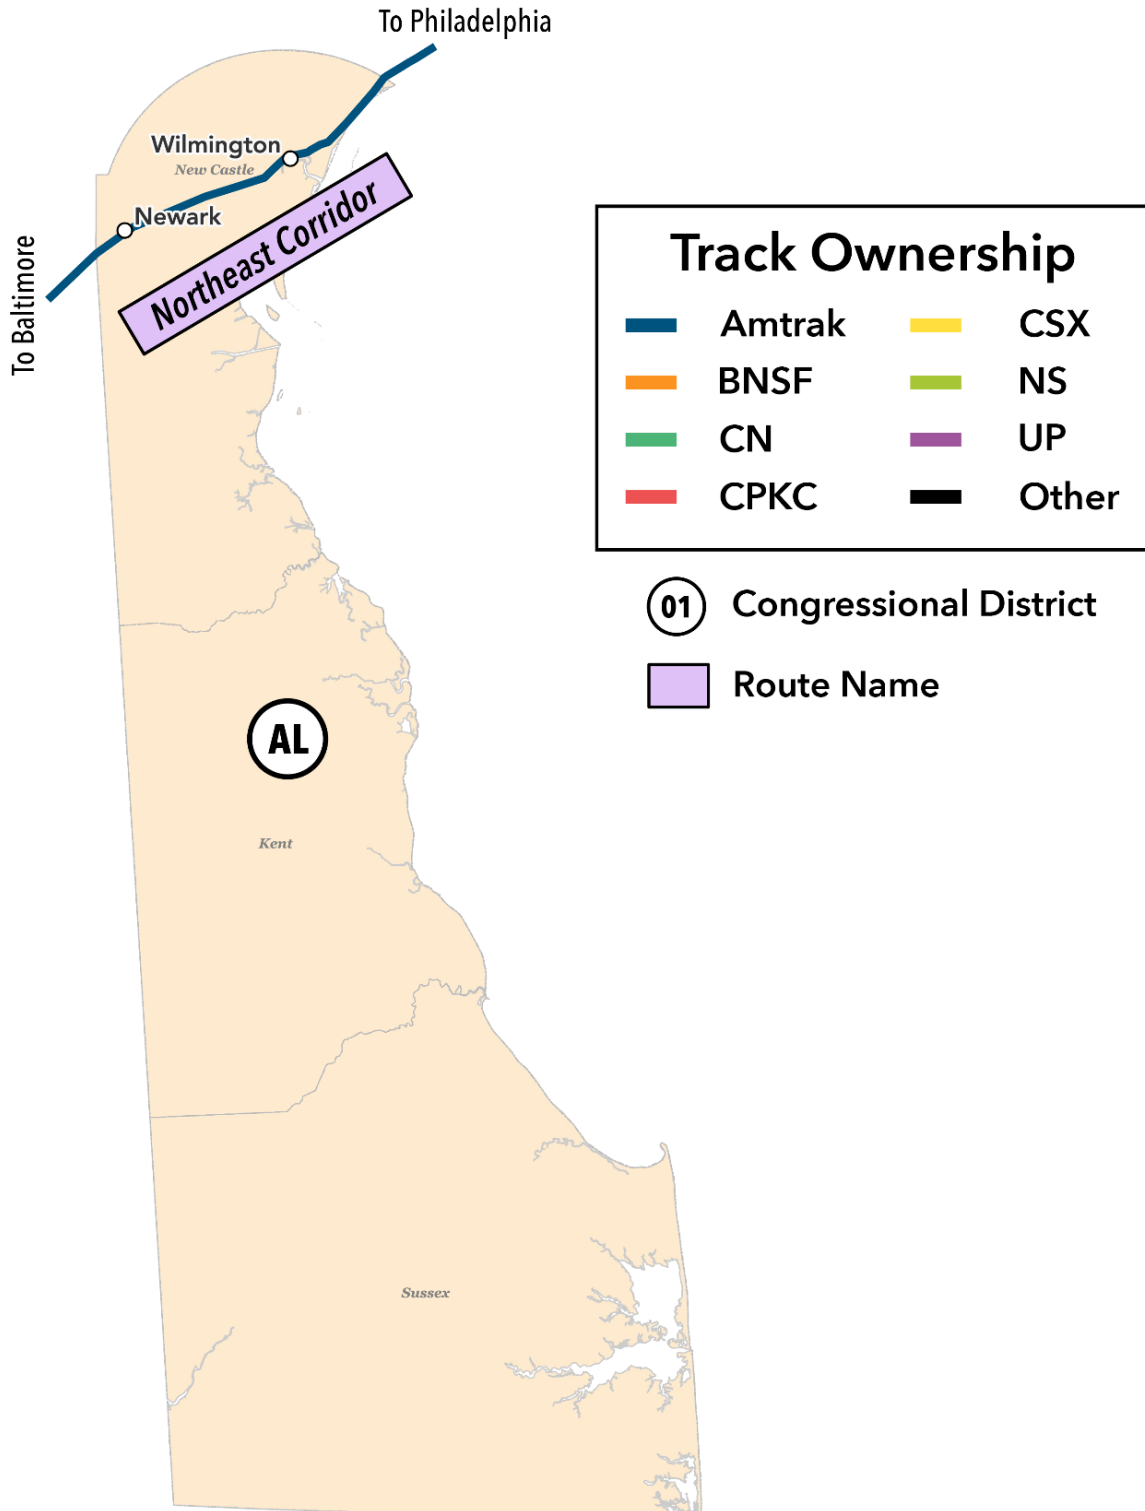 To Philadelphia
Wilmington
New Castle
Newark
Northeast Corridor
To Baltimore
Track Ownership
Amtrak
CSX
BNSF
NS
CN
UP
CPKC
Other
01 Congressional District
Route Name
AL
Kent
Sussex